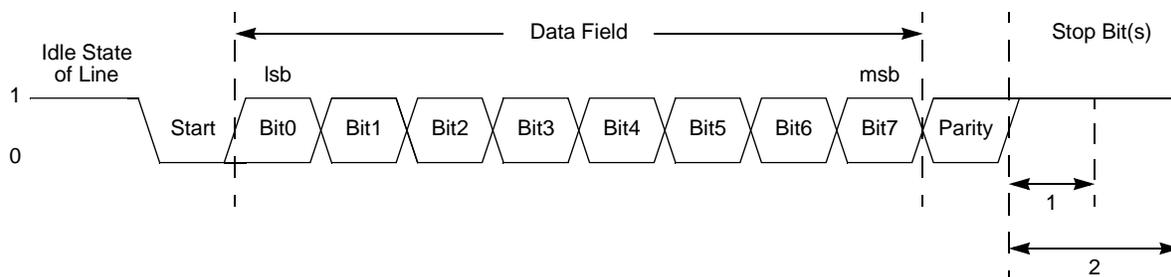 Data Field
Stop Bit(s)
Idle State
of Line
lsb
msb
1
Start
Bit0
Bit1
Bit2
Bit3
Bit4
Bit5
Bit6
Bit7
Parity
0
1
2